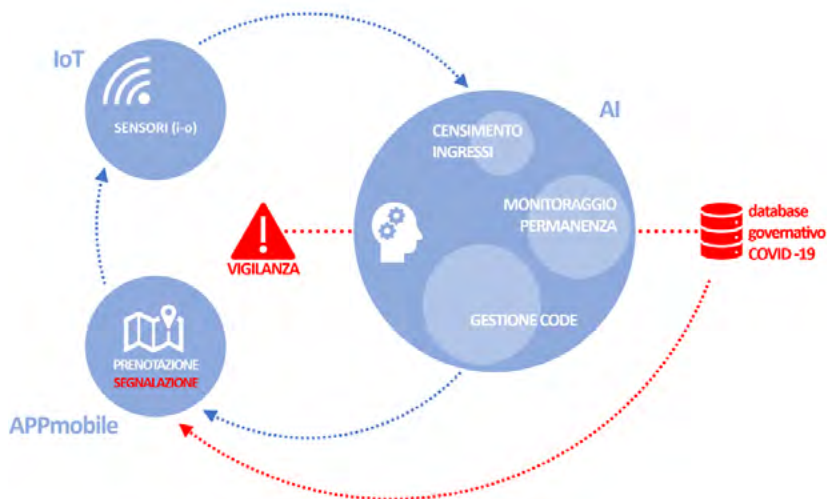 IoT
SENSORI (i-o)
AI
CENSIMENTO
INGRESSI
MONITORAGGIO
PERMANENZA
GESTIONE CODE
VIGILANZA
database
governativo
COVID -19
PRENOTAZIONE
SEGNALAZIONE
APPmobile